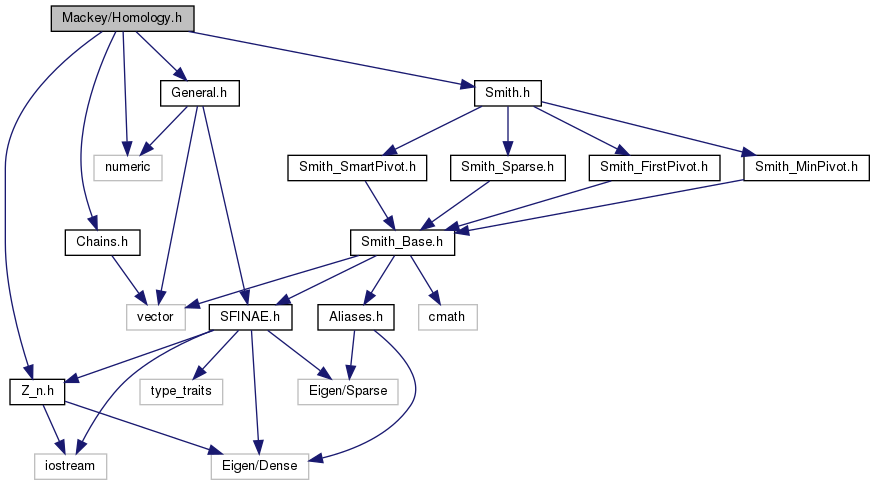 Mackey/Homology.h
General.h
Smith.h
numeric
Smith_SmartPivot.h
Smith_Sparse.h
Smith_FirstPivot.h
Smith_MinPivot.h
Chains.h
Smith_Base.h
vector
SFINAE.h
Aliases.h
cmath
Z_n.h
type_traits
Eigen/Sparse
iostream
Eigen/Dense